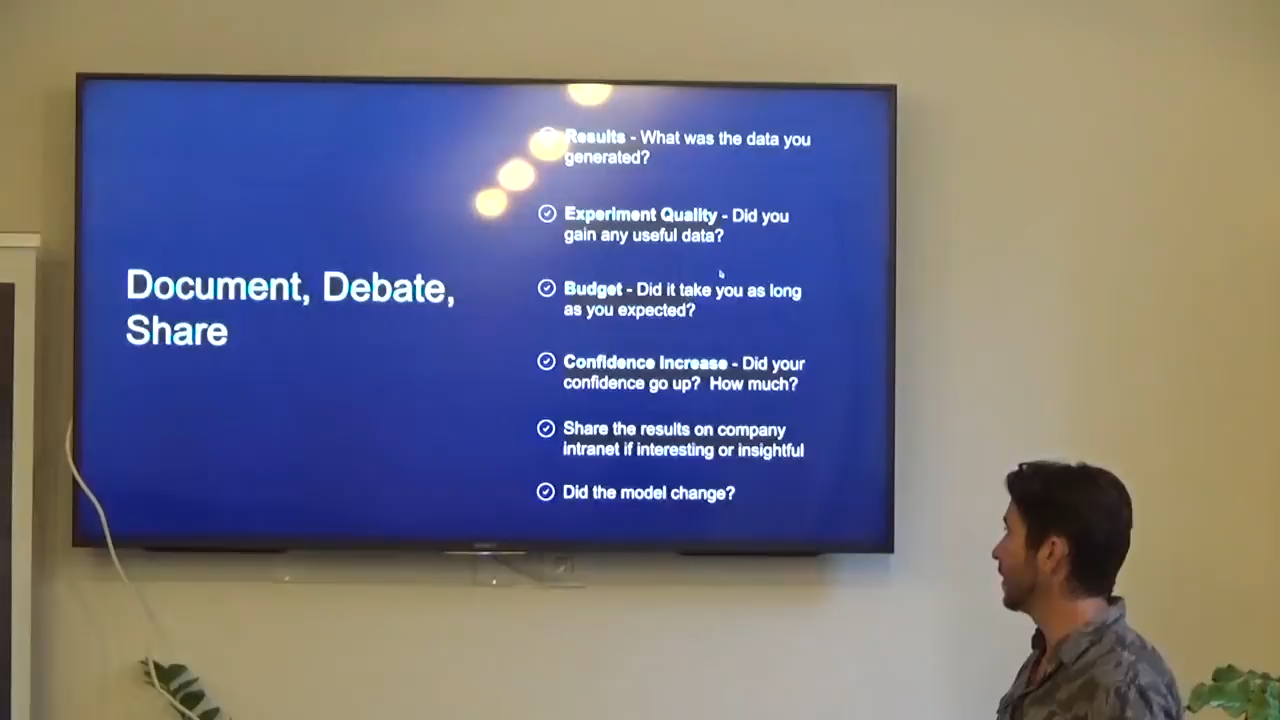 Document, Debate,
Share
Results - What was the data you
generated?
Experiment Quality - Did you
gain any useful data?
Budget - Did it take you as long
as you expected?
Confidence Increase - Did your
confidence go up?  How much?
Share the results on company
intranet if interesting or insightful
Did the model change?